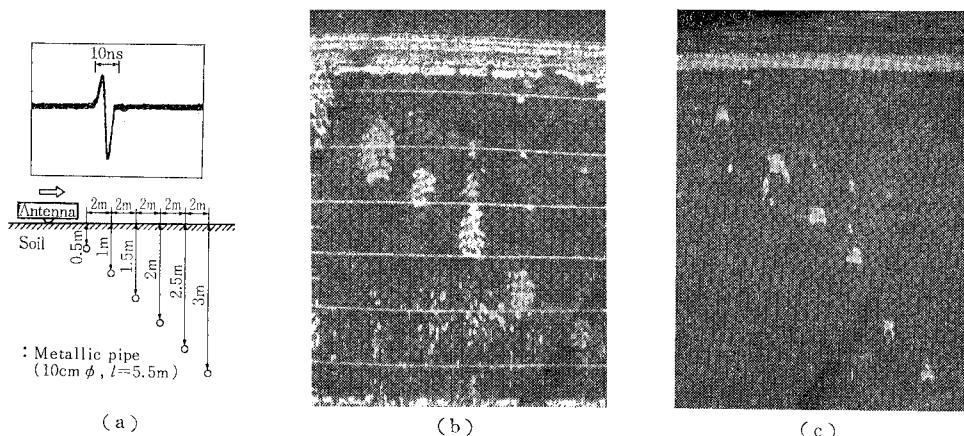 10ns
2m 2m 2m 2m 2m
Antenna
Soil
0.5m
1m
1.5m
2m
2.5m
3m
: Metallic pipe
(10cm φ, l=5.5m)
(a)
(b)
(c)